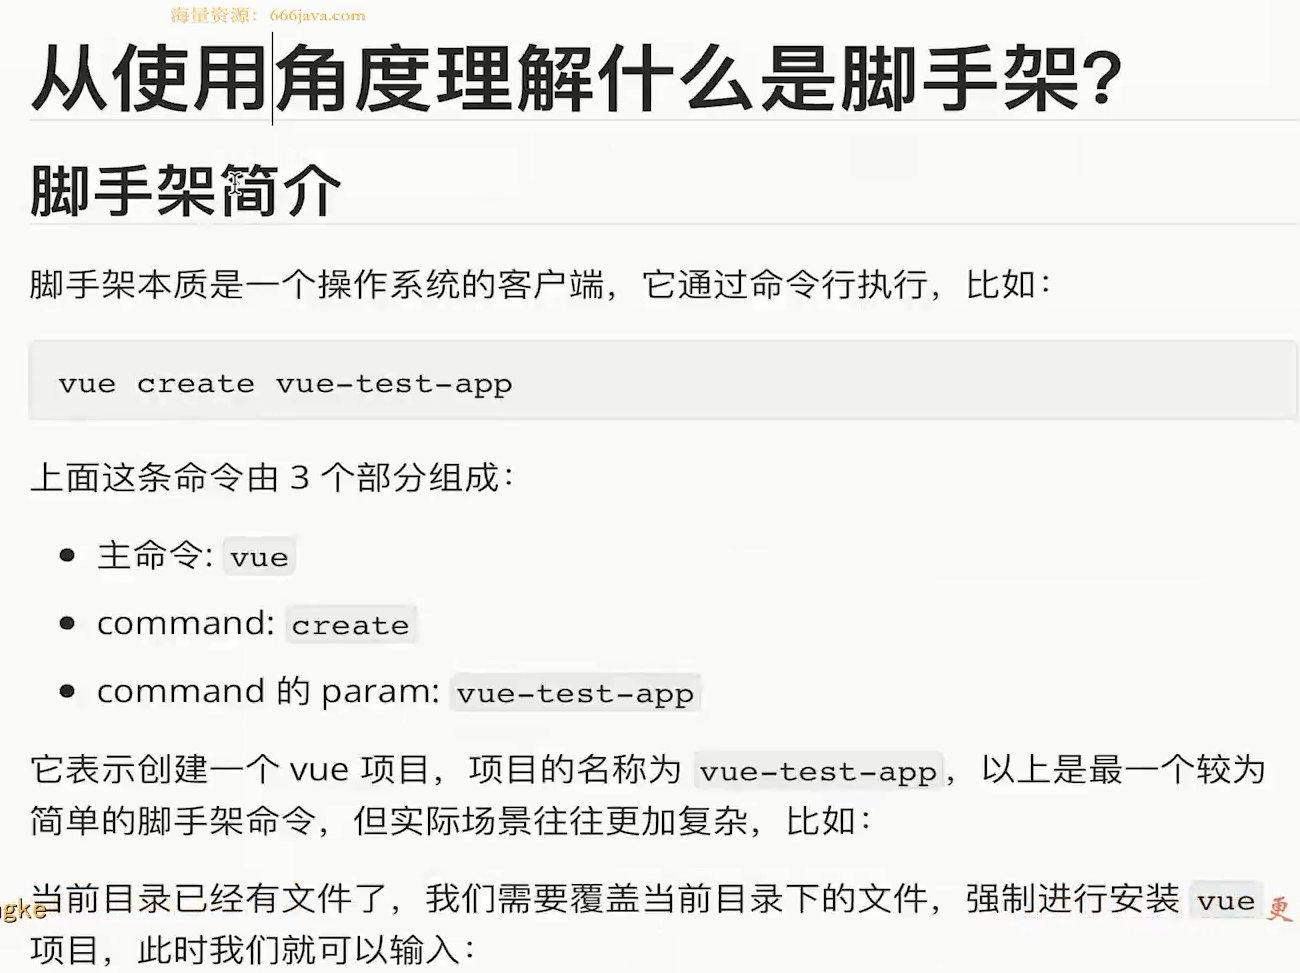 海量资源：666java.com
从使用角度理解什么是脚手架?
脚手架简介
脚手架本质是一个操作系统的客户端，它通过命令行执行，比如：
vue create vue-test-app
上面这条命令由 3 个部分组成：
主命令: vue
command: create
command 的 param: vue-test-app
它表示创建一个 vue 项目，项目的名称为 vue-test-app，以上是最一个较为
简单的脚手架命令，但实际场景往往更加复杂，比如：
当前目录已经有文件了，我们需要覆盖当前目录下的文件，强制进行安装 vue
gke 更
项目，此时我们就可以输入：